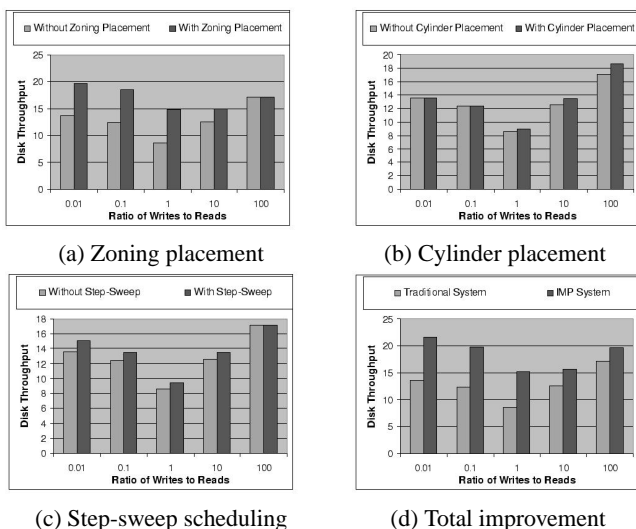 Without Zoning Placement With Zoning Placement
25
20
15
10
5
0
Disk Throughput
0.01 0.1 1 10 100
Ratio of Writes to Reads
(a) Zoning placement
Without Cylinder Placement With Cylinder Placement
20
18
16
14
12
10
8
6
4
2
0
Disk Throughput
0.01 0.1 1 10 100
Ratio of Writes to Reads
(b) Cylinder placement
Without Step-Sweep With Step-Sweep
18
16
14
12
10
8
6
4
2
0
Disk Throughput
0.01 0.1 1 10 100
Ratio of Writes to Reads
(c) Step-sweep scheduling
Traditional System IMP System
25
20
15
10
5
0
Disk Throughput
0.01 0.1 1 10 100
Ratio of Writes to Reads
(d) Total improvement